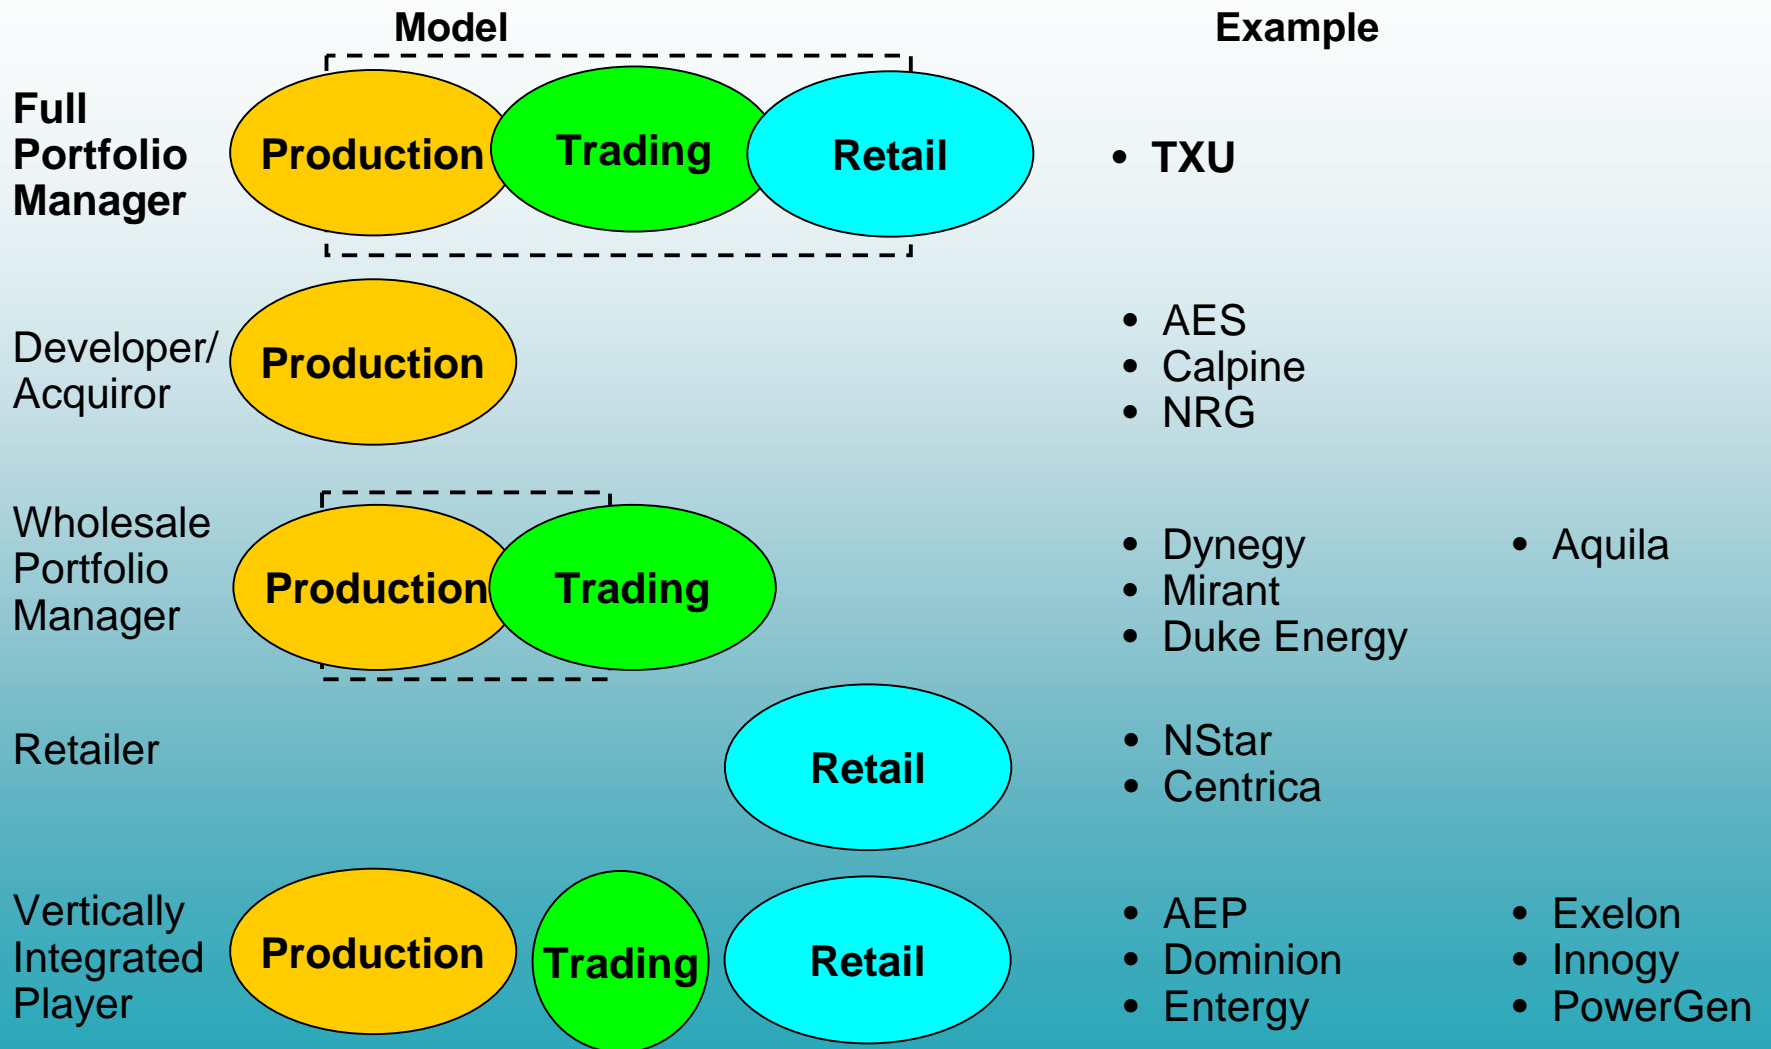 Model
Example
Full
Portfolio
Manager
Production
Trading
Retail
• TXU
Developer/
Acquiror
Production
• AES
• Calpine
• NRG
Wholesale
Portfolio
Manager
Production
Trading
• Dynegy
• Mirant
• Duke Energy
• Aquila
Retailer
Retail
• NStar
• Centrica
Vertically
Integrated
Player
Production
Trading
Retail
• AEP
• Dominion
• Entergy
• Exelon
• Innogy
• PowerGen